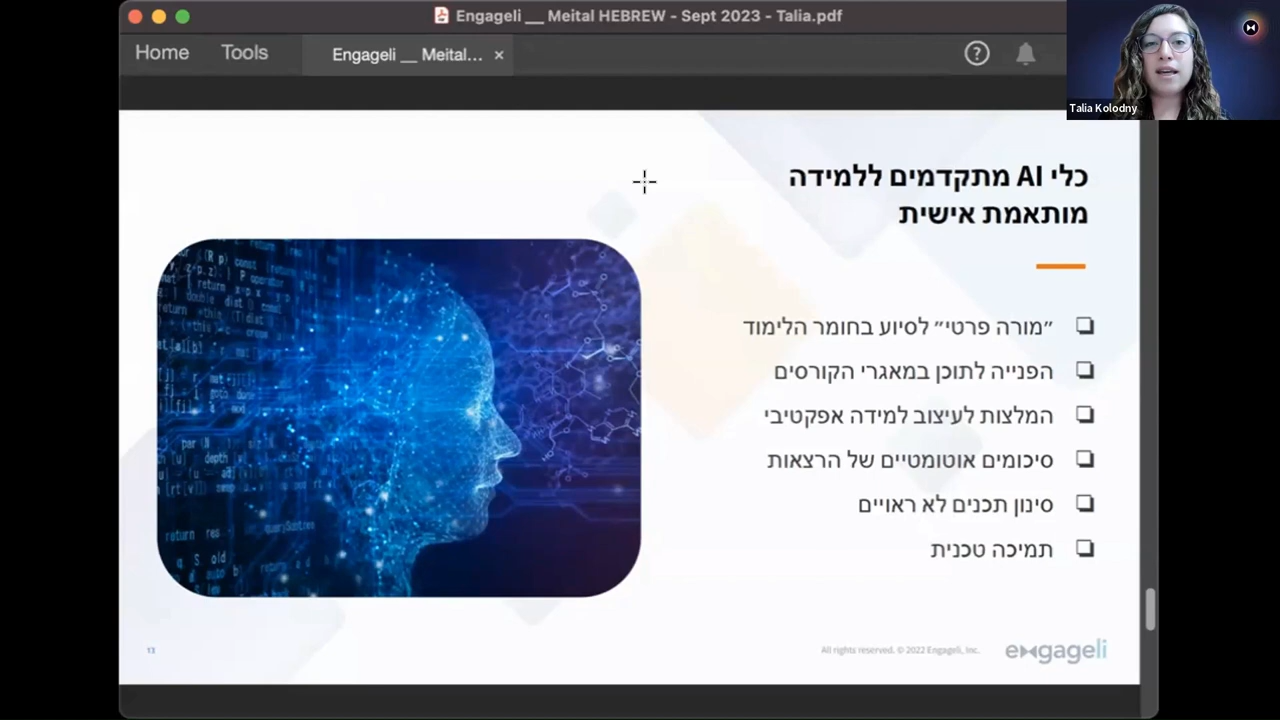 Engageli __ Meital HEBREW - Sept 2023 - Talia.pdf
Home Tools Engageli __ Meital... ×
Talia Kolodny
כלי AI מתקדמים ללמידה
מותאמת אישית
״מורה פרטי״ לסיוע בחומר הלימוד
הפנייה לתוכן במאגרי הקורסים
המלצות לעיצוב למידה אפקטיבי
סיכומים אוטומטיים של הרצאות
סינון תכנים לא ראויים
תמיכה טכנית
13
All rights reserved. © 2022 Engageli, Inc.
engageli